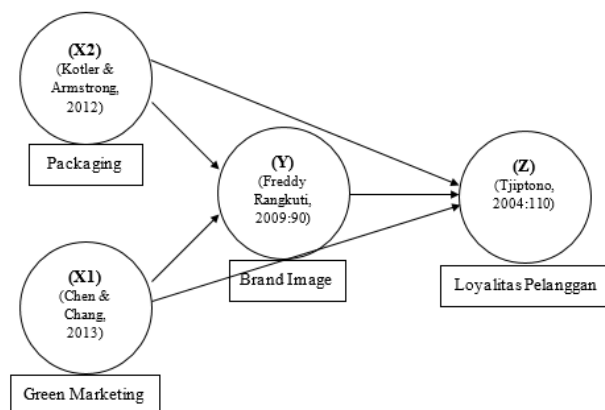 (X2)
(Kotler &
Armstrong,
2012)
Packaging
(Y)
(Freddy
Rangkuti,
2009:90)
Brand Image
(Z)
(Tjiptono,
2004:110)
Loyalitas Pelanggan
(X1)
(Chen &
Chang,
2013)
Green Marketing